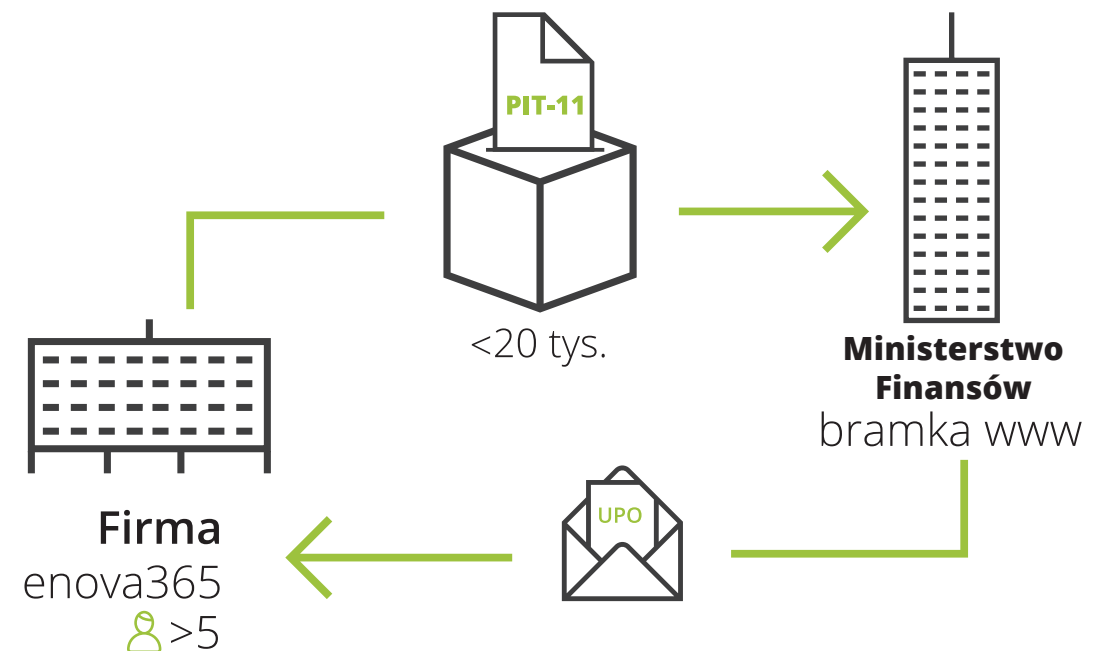 PIT-11
<20 tys.
Ministerstwo
Finansów
bramka www
UPO
Firma
enova365
>5